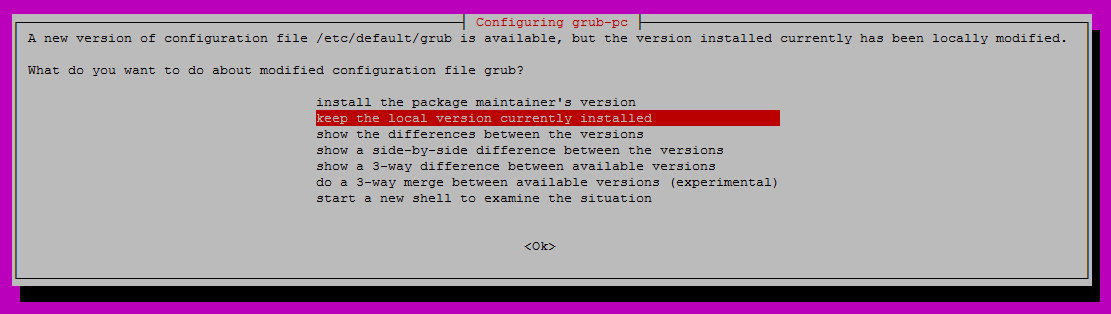 Configuring grub-pc
A new version of configuration file /etc/default/grub is available, but the version installed currently has been locally modified.
What do you want to do about modified configuration file grub?
install the package maintainer's version
keep the local version currently installed
show the differences between the versions
show a side-by-side difference between the versions
show a 3-way difference between available versions
do a 3-way merge between available versions (experimental)
start a new shell to examine the situation
<Ok>